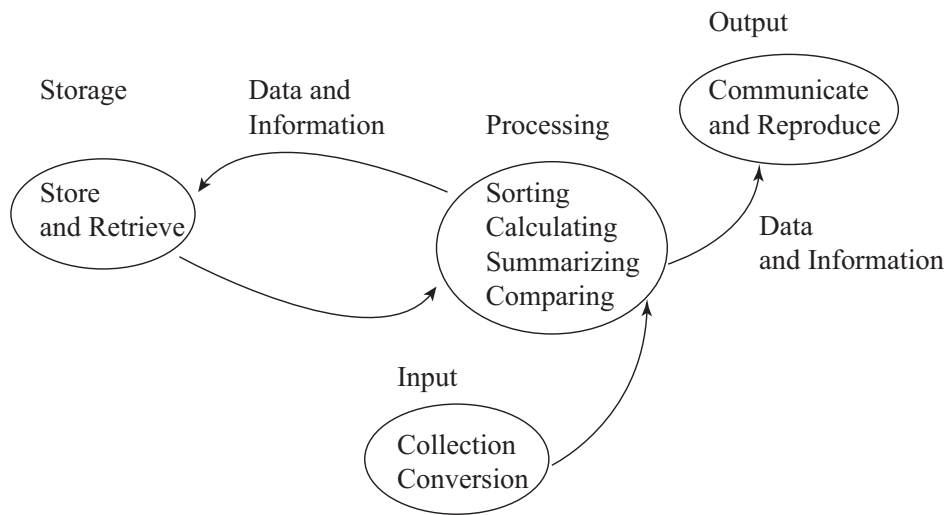 Output
Communicate
and Reproduce
Storage
Data and
Information
Processing
Store
and Retrieve
Sorting
Calculating
Summarizing
Comparing
Data
and Information
Input
Collection
Conversion